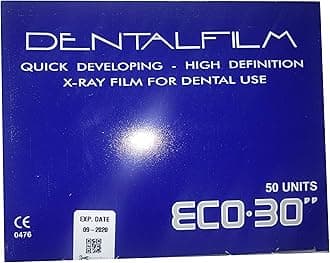 DENTALFILM
QUICK DEVELOPING - HIGH DEFINITION
X-RAY FILM FOR DENTAL USE
50 UNITS
ECO•30"
CE
0476
EXP. DATE
09-2020